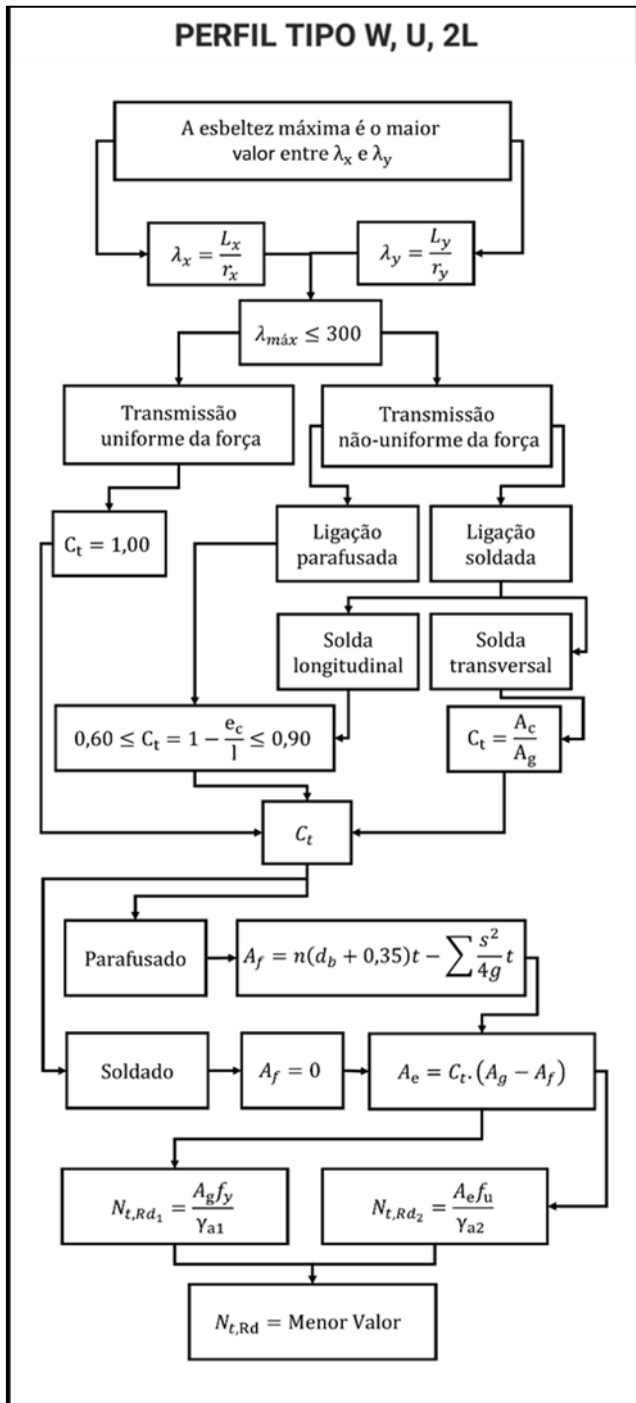 PERFIL TIPO W, U, 2L
A esbeltez máxima é o maior
valor entre λx e λy
λx = Lx/rx
λy = Ly/ry
λmáx ≤ 300
Transmissão
uniforme da força
Transmissão
não-uniforme da força
Ct = 1,00
Ligação
parafusada
Ligação
soldada
Solda
longitudinal
Solda
transversal
0,60 ≤ Ct = 1 − ec/l ≤ 0,90
Ct = Ac/Ag
Ct
Parafusado
Af = n(db + 0,35)t − ∑ s²/4g t
Soldado
Af = 0
Ae = Ct.(Ag − Af)
Nt,Rd1 = Agfy/γa1
Nt,Rd2 = Aefu/γa2
Nt,Rd = Menor Valor